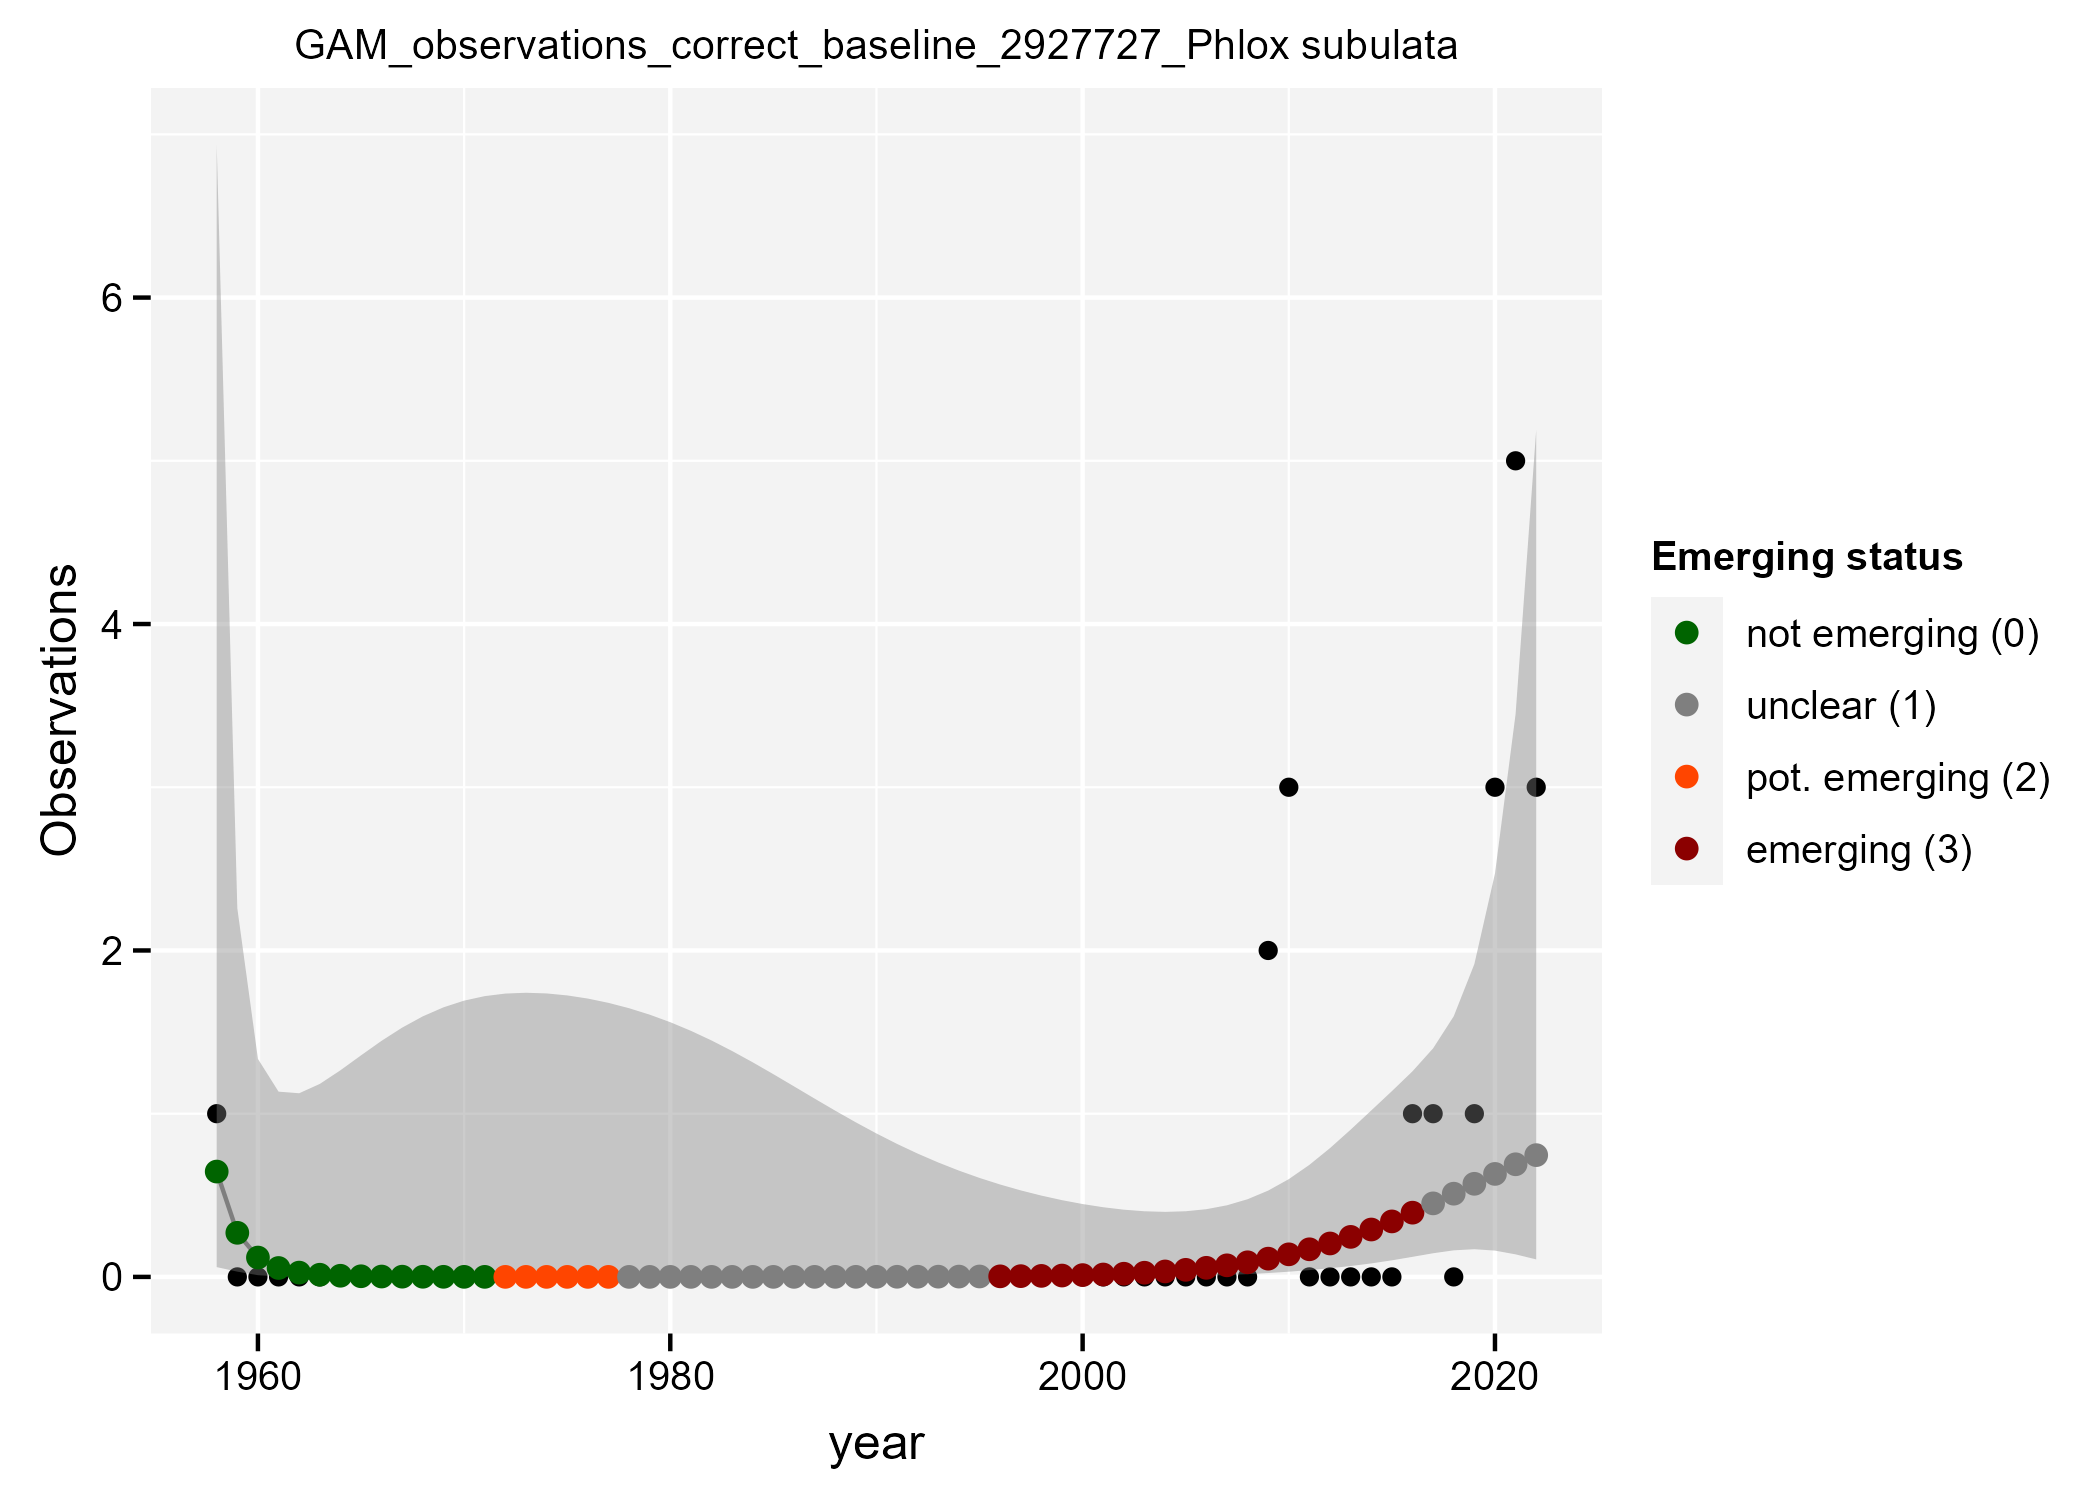 GAM_observations_correct_baseline_2927727_Phlox subulata
Observations
6
4
2
0
1960
1980
2000
2020
year
Emerging status
not emerging (0)
unclear (1)
pot. emerging (2)
emerging (3)